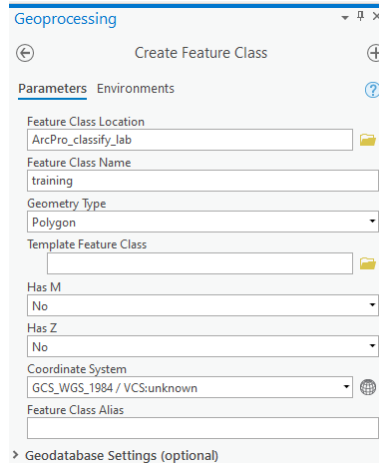 Geoprocessing
Create Feature Class
Parameters Environments
Feature Class Location
ArcPro_classify_lab
Feature Class Name
training
Geometry Type
Polygon
Template Feature Class
Has M
No
Has Z
No
Coordinate System
GCS_WGS_1984 / VCS:unknown
Feature Class Alias
Geodatabase Settings (optional)